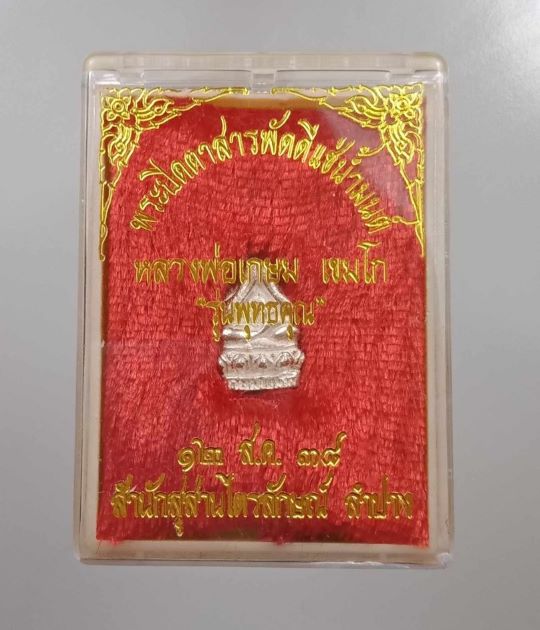 พระปิดตาสารพัดดีแช่น้ำมนต์
หลวงพ่อเกษม เขมโก
"รุ่นพุทธคุณ"
๑๒ ส.ค. ๓๘
สำนักสุสานไตรลักษณ์ ลำปาง